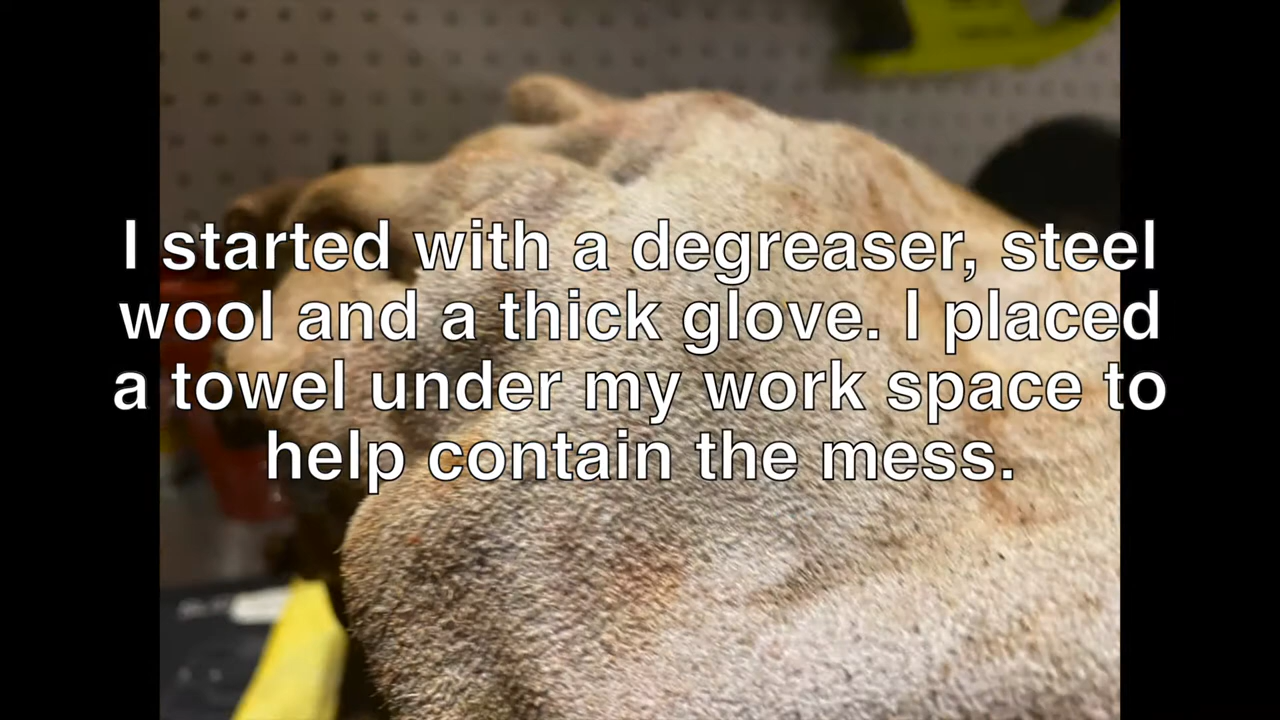 I started with a degreaser, steel
wool and a thick glove. I placed
a towel under my work space to
help contain the mess.